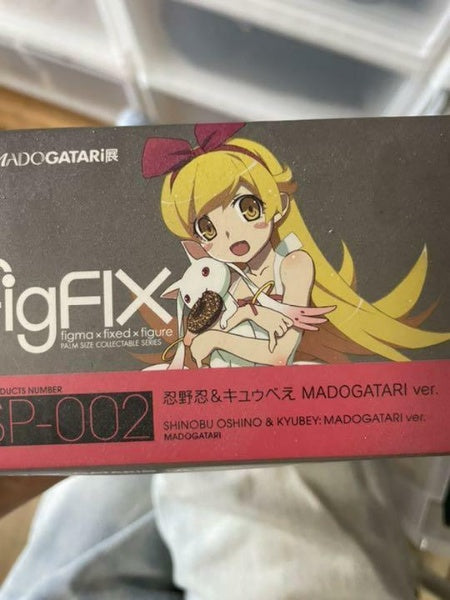 MADOGATARi展
figFIX
figma×fixed×figure
PALM SIZE COLLECTABLE SERIES
PRODUCTS NUMBER
SP-002
忍野忍&キュゥべえ MADOGATARI ver.
SHINOBU OSHINO & KYUBEY: MADOGATARI ver.
MADOGATARI